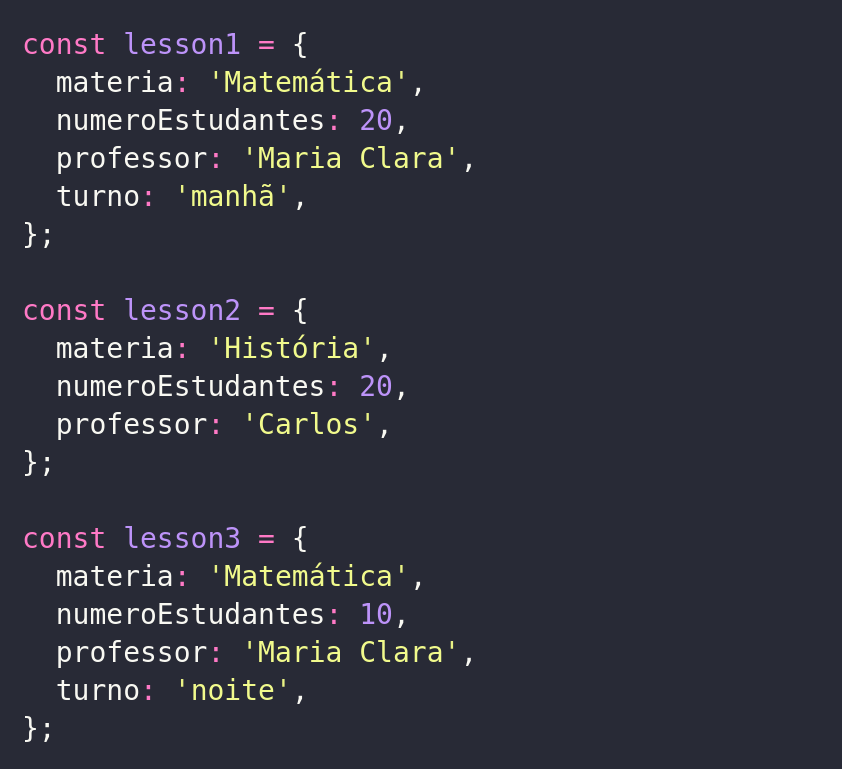 const lesson1 = {
  materia: 'Matemática',
  numeroEstudantes: 20,
  professor: 'Maria Clara',
  turno: 'manhã',
};

const lesson2 = {
  materia: 'História',
  numeroEstudantes: 20,
  professor: 'Carlos',
};

const lesson3 = {
  materia: 'Matemática',
  numeroEstudantes: 10,
  professor: 'Maria Clara',
  turno: 'noite',
};